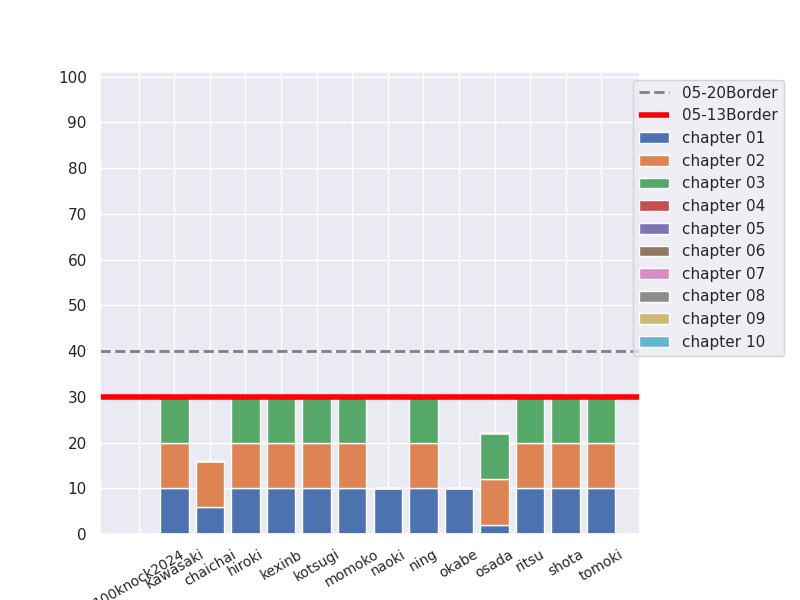 100
90
80
70
60
50
40
30
20
10
0
100knock2024
kawasaki
chaichai
hiroki
kexinb
kotsugi
momoko
naoki
ning
okabe
osada
ritsu
shota
tomoki
05-20Border
05-13Border
chapter 01
chapter 02
chapter 03
chapter 04
chapter 05
chapter 06
chapter 07
chapter 08
chapter 09
chapter 10